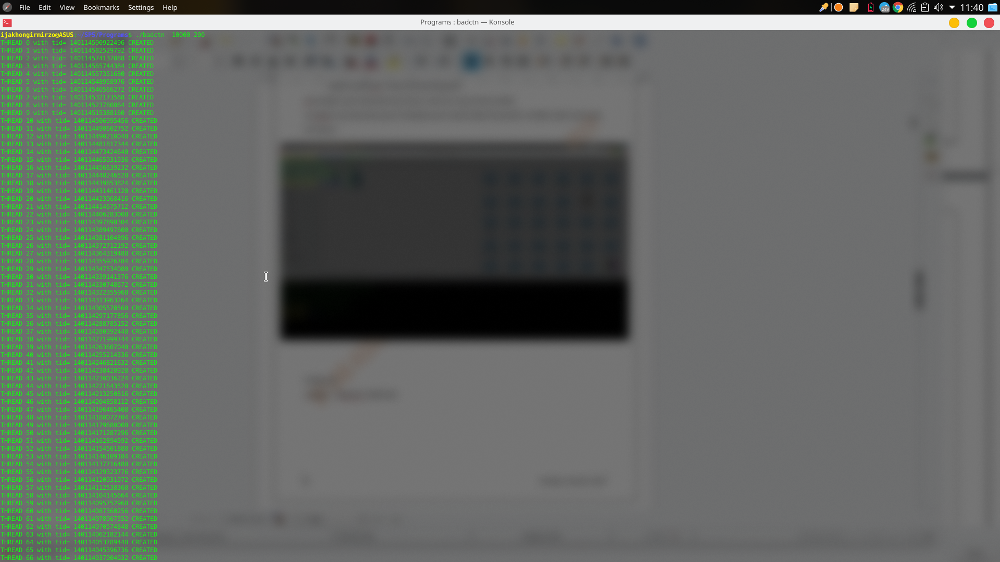 File Edit View Bookmarks Settings Help
249
11:40
Programs : badctn — Konsole
ijakhongirmirzo@ASUS:~/SPS/Programs$ ./badctn  10000 200
THREAD 0 with tid= 140114590922496 CREATED
THREAD 1 with tid= 140114582529792 CREATED
THREAD 2 with tid= 140114574137088 CREATED
THREAD 3 with tid= 140114565744384 CREATED
THREAD 4 with tid= 140114557351680 CREATED
THREAD 5 with tid= 140114548958976 CREATED
THREAD 6 with tid= 140114540566272 CREATED
THREAD 7 with tid= 140114532173568 CREATED
THREAD 8 with tid= 140114523780864 CREATED
THREAD 9 with tid= 140114515388160 CREATED
THREAD 10 with tid= 140114506995456 CREATED
THREAD 11 with tid= 140114498602752 CREATED
THREAD 12 with tid= 140114490210048 CREATED
THREAD 13 with tid= 140114481817344 CREATED
THREAD 14 with tid= 140114473424640 CREATED
THREAD 15 with tid= 140114465031936 CREATED
THREAD 16 with tid= 140114456639232 CREATED
THREAD 17 with tid= 140114448246528 CREATED
THREAD 18 with tid= 140114439853824 CREATED
THREAD 19 with tid= 140114431461120 CREATED
THREAD 20 with tid= 140114423068416 CREATED
THREAD 21 with tid= 140114414675712 CREATED
THREAD 22 with tid= 140114406283008 CREATED
THREAD 23 with tid= 140114397890304 CREATED
THREAD 24 with tid= 140114389497600 CREATED
THREAD 25 with tid= 140114381104896 CREATED
THREAD 26 with tid= 140114372712192 CREATED
THREAD 27 with tid= 140114364319488 CREATED
THREAD 28 with tid= 140114355926784 CREATED
THREAD 29 with tid= 140114347534080 CREATED
THREAD 30 with tid= 140114339141376 CREATED
THREAD 31 with tid= 140114330748672 CREATED
THREAD 32 with tid= 140114322355968 CREATED
THREAD 33 with tid= 140114313963264 CREATED
THREAD 34 with tid= 140114305570560 CREATED
THREAD 35 with tid= 140114297177856 CREATED
THREAD 36 with tid= 140114288785152 CREATED
THREAD 37 with tid= 140114280392448 CREATED
THREAD 38 with tid= 140114271999744 CREATED
THREAD 39 with tid= 140114263607040 CREATED
THREAD 40 with tid= 140114255214336 CREATED
THREAD 41 with tid= 140114246821632 CREATED
THREAD 42 with tid= 140114238428928 CREATED
THREAD 43 with tid= 140114230036224 CREATED
THREAD 44 with tid= 140114221643520 CREATED
THREAD 45 with tid= 140114213250816 CREATED
THREAD 46 with tid= 140114204858112 CREATED
THREAD 47 with tid= 140114196465408 CREATED
THREAD 48 with tid= 140114188072704 CREATED
THREAD 49 with tid= 140114179680000 CREATED
THREAD 50 with tid= 140114171287296 CREATED
THREAD 51 with tid= 140114162894592 CREATED
THREAD 52 with tid= 140114154501888 CREATED
THREAD 53 with tid= 140114146109184 CREATED
THREAD 54 with tid= 140114137716480 CREATED
THREAD 55 with tid= 140114129323776 CREATED
THREAD 56 with tid= 140114120931072 CREATED
THREAD 57 with tid= 140114112538368 CREATED
THREAD 58 with tid= 140114104145664 CREATED
THREAD 59 with tid= 140114095752960 CREATED
THREAD 60 with tid= 140114087360256 CREATED
THREAD 61 with tid= 140114078967552 CREATED
THREAD 62 with tid= 140114070574848 CREATED
THREAD 63 with tid= 140114062182144 CREATED
THREAD 64 with tid= 140114053789440 CREATED
THREAD 65 with tid= 140114045396736 CREATED
THREAD 66 with tid= 140114037004032 CREATED